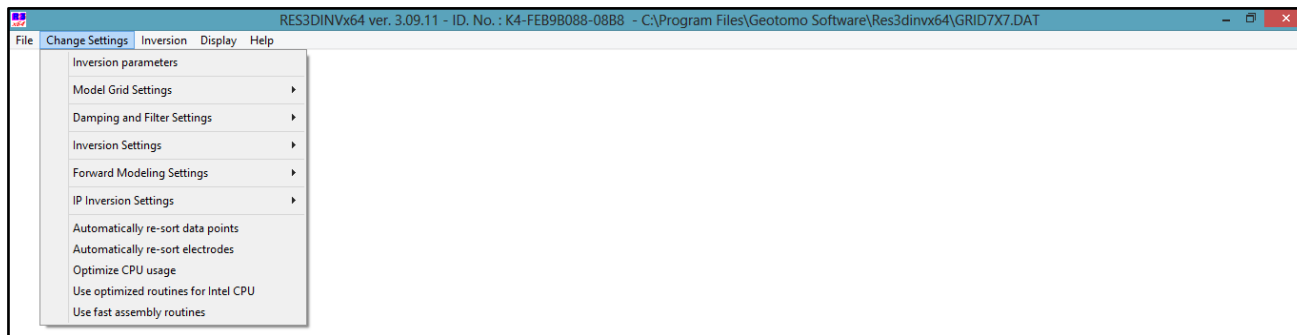 RES3DINVx64 ver. 3.09.11 - ID. No. : K4-FEB9B088-08B8 - C:\Program Files\Geotomo Software\Res3dinvx64\GRID7X7.DAT
File Change Settings Inversion Display Help
Inversion parameters
Model Grid Settings
Damping and Filter Settings
Inversion Settings
Forward Modeling Settings
IP Inversion Settings
Automatically re-sort data points
Automatically re-sort electrodes
Optimize CPU usage
Use optimized routines for Intel CPU
Use fast assembly routines